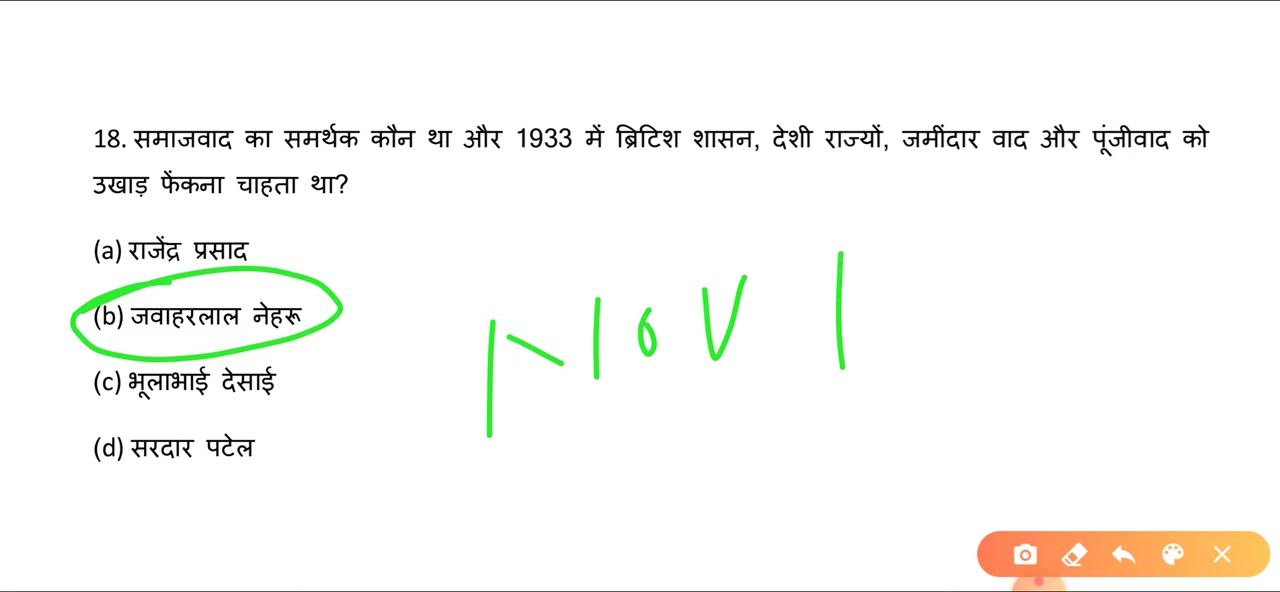 18. समाजवाद का समर्थक कौन था और 1933 में ब्रिटिश शासन, देशी राज्यों, जमींदार वाद और पूंजीवाद को
उखाड़ फेंकना चाहता था?
(a) राजेंद्र प्रसाद
(b) जवाहरलाल नेहरू
(c) भूलाभाई देसाई
(d) सरदार पटेल